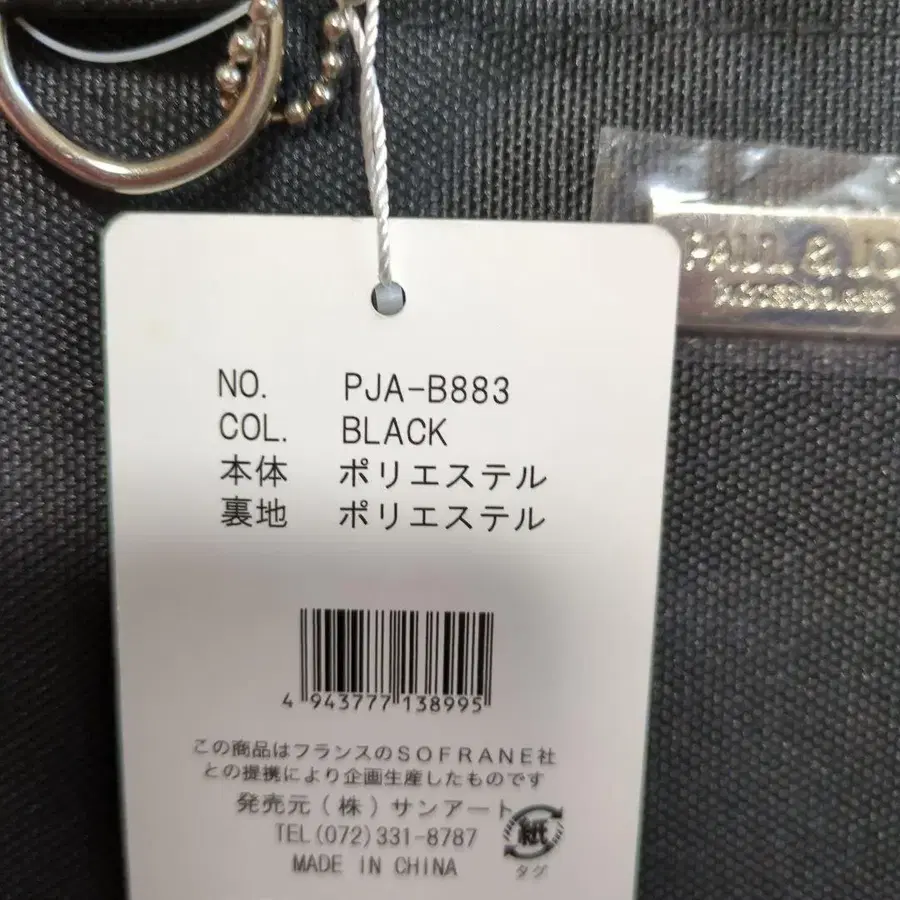 PAUL & JO
ACCESSOIRES
NO. PJA-B883
COL. BLACK
本体 ポリエステル
裏地 ポリエステル
4 943777 138995
この商品はフランスのSOFRANE社
との提携により企画生産したものです
発売元(株)サンアート
TEL(072)331-8787
MADE IN CHINA
紙
タグ